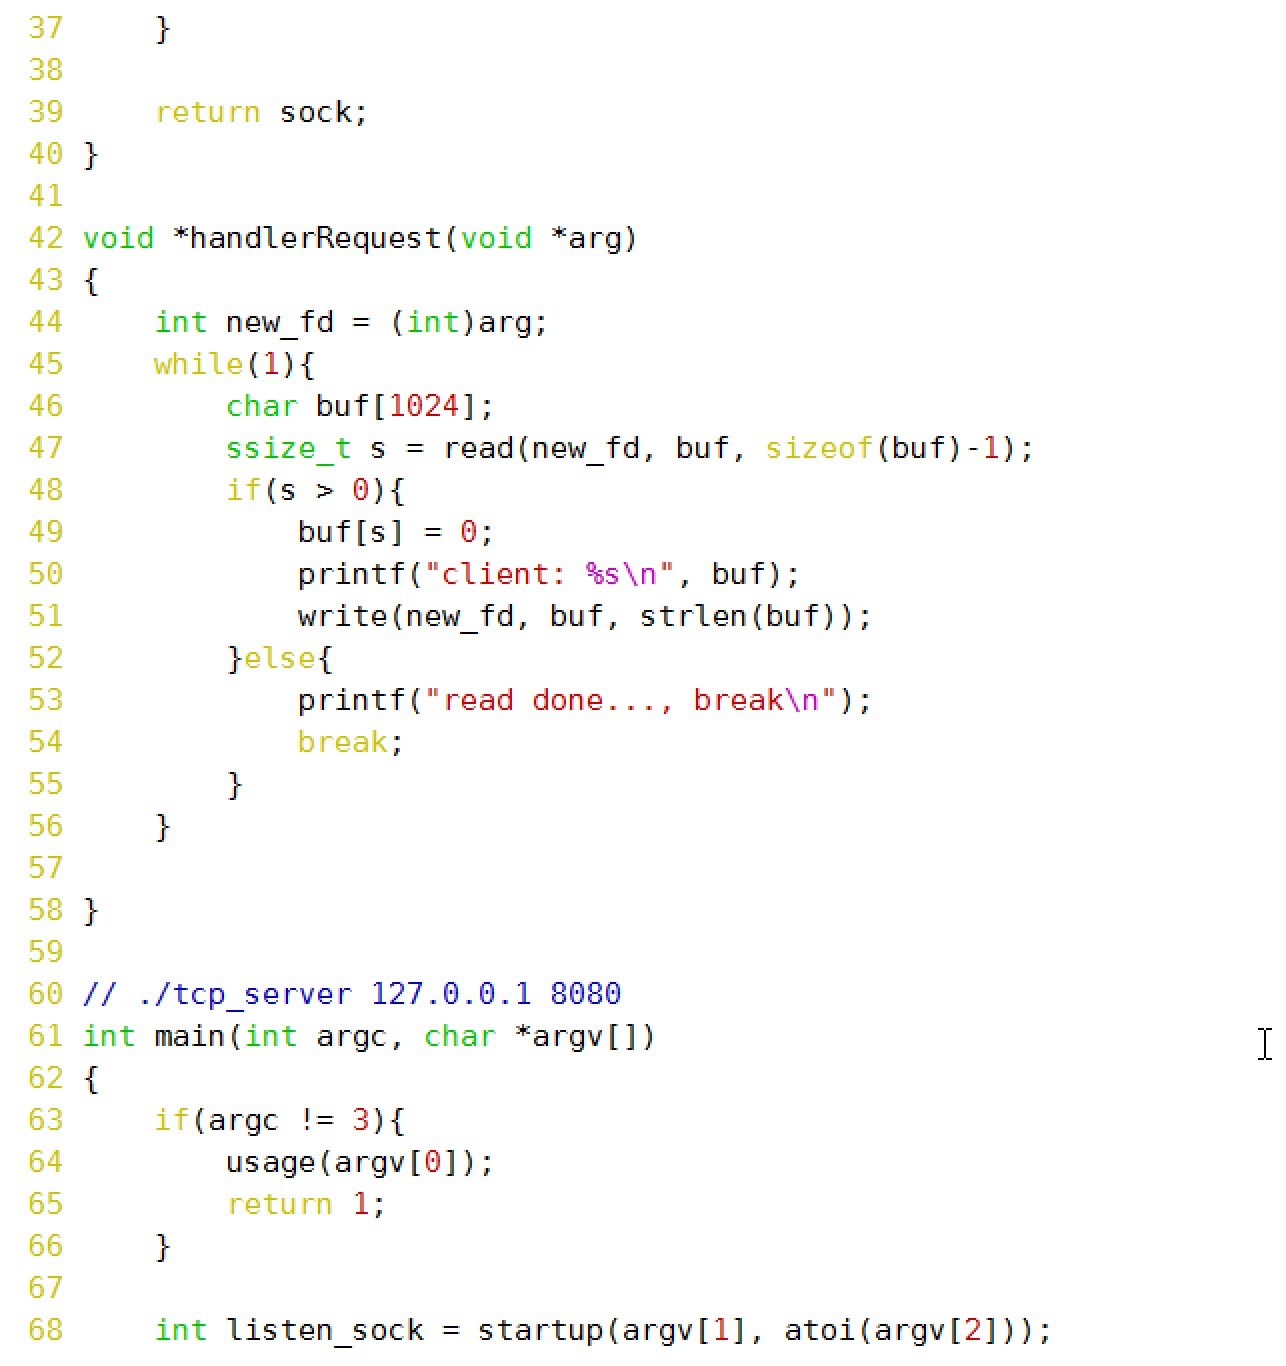 37     }
38
39     return sock;
40 }
41
42 void *handlerRequest(void *arg)
43 {
44     int new_fd = (int)arg;
45     while(1){
46         char buf[1024];
47         ssize_t s = read(new_fd, buf, sizeof(buf)-1);
48         if(s > 0){
49             buf[s] = 0;
50             printf("client: %s\n", buf);
51             write(new_fd, buf, strlen(buf));
52         }else{
53             printf("read done..., break\n");
54             break;
55         }
56     }
57
58 }
59
60 // ./tcp_server 127.0.0.1 8080
61 int main(int argc, char *argv[])
62 {
63     if(argc != 3){
64         usage(argv[0]);
65         return 1;
66     }
67
68     int listen_sock = startup(argv[1], atoi(argv[2]));